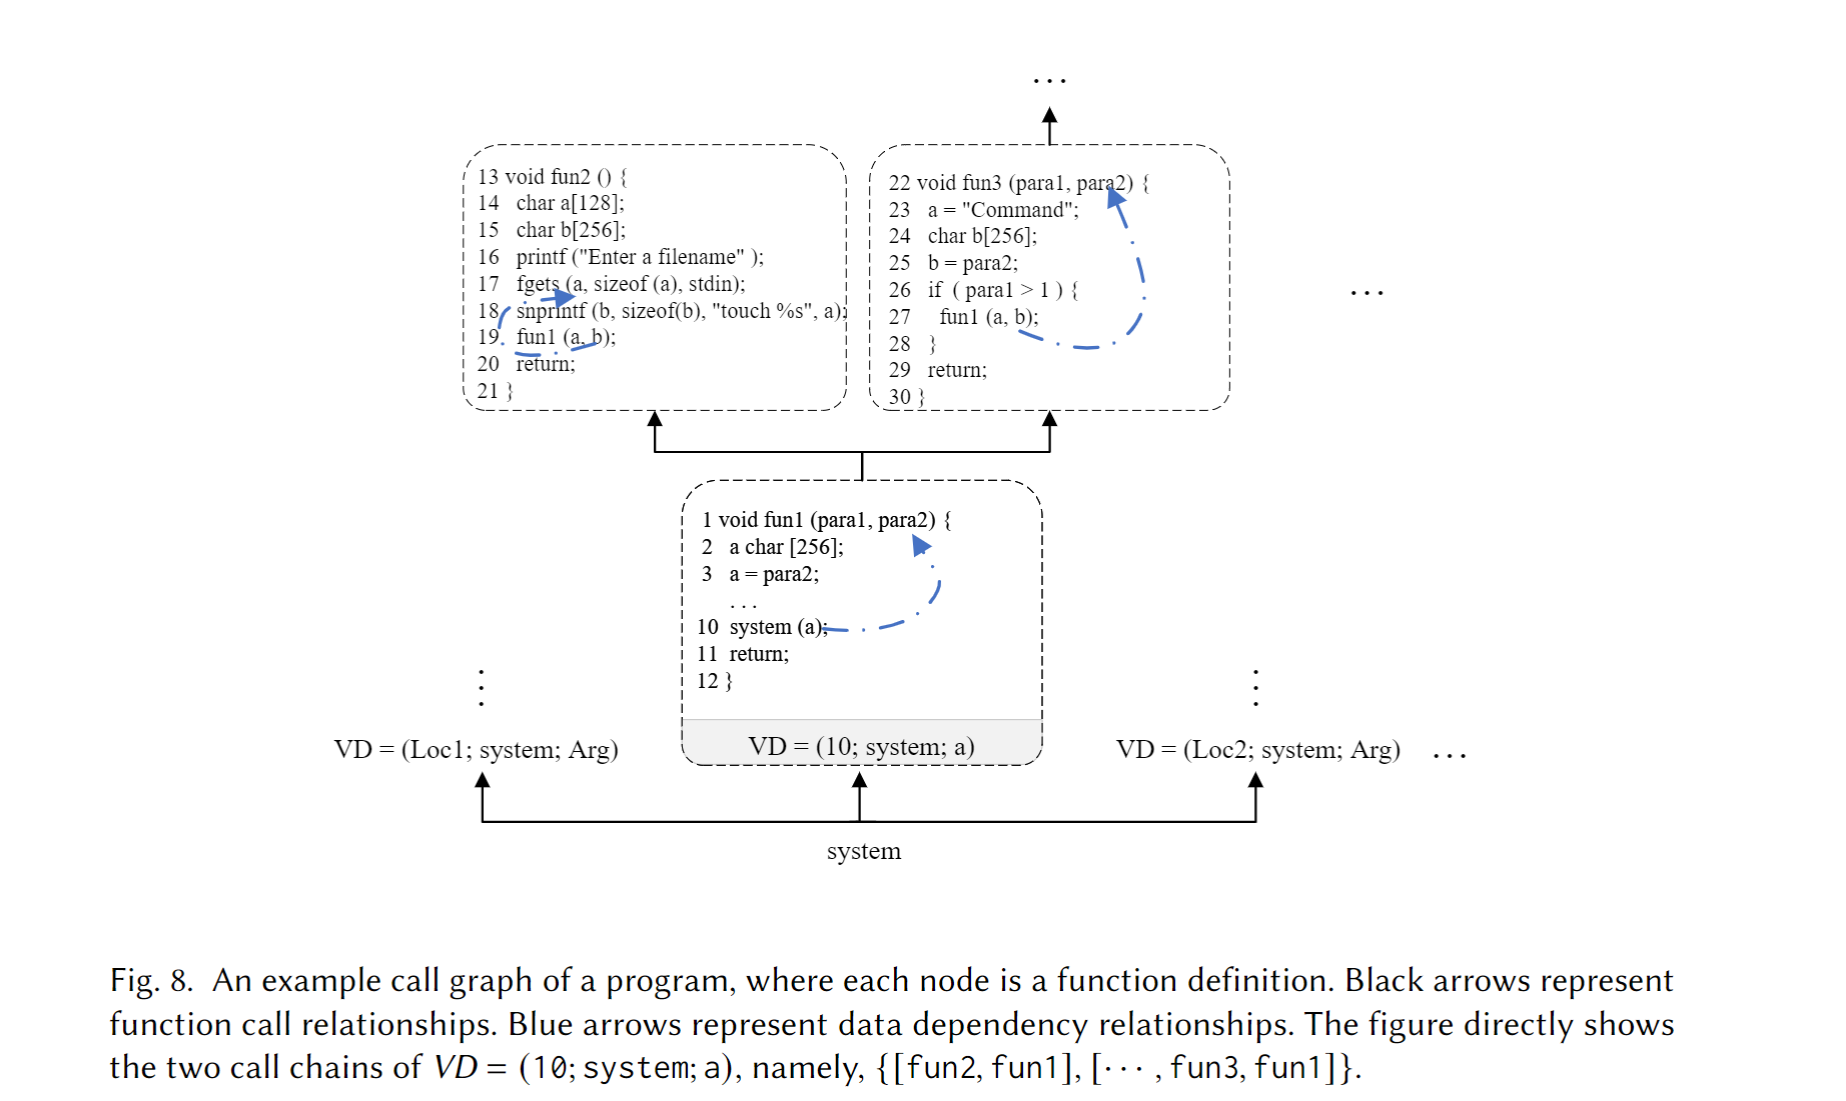 ...
13 void fun2 () {
14 char a[128];
15 char b[256];
16 printf ("Enter a filename" );
17 fgets (a, sizeof (a), stdin);
18 snprintf (b, sizeof(b), "touch %s", a);
19 fun1 (a, b);
20 return;
21 }
22 void fun3 (para1, para2) {
23 a = "Command";
24 char b[256];
25 b = para2;
26 if ( para1 > 1 ) {
27 fun1 (a, b);
28 }
29 return;
30 }
...
1 void fun1 (para1, para2) {
2 a char [256];
3 a = para2;
...
10 system (a);
11 return;
12 }
VD = (Loc1; system; Arg)
VD = (10; system; a)
VD = (Loc2; system; Arg) ...
system
Fig. 8. An example call graph of a program, where each node is a function definition. Black arrows represent
function call relationships. Blue arrows represent data dependency relationships. The figure directly shows
the two call chains of VD = (10; system; a), namely, {[fun2, fun1], [··· , fun3, fun1]}.